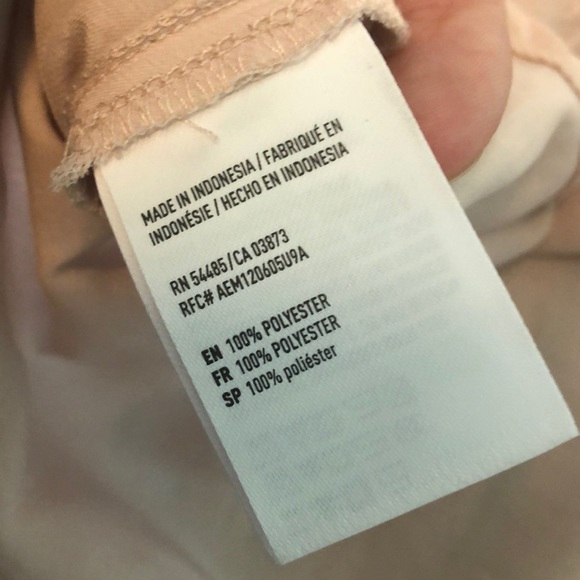 MADE IN INDONESIA / FABRIQUÉ EN
INDONÉSIE / HECHO EN INDONESIA
RN 54485 / CA 03873
RFC# AEM120605U9A
EN 100% POLYESTER
FR 100% POLYESTER
SP 100% poliéster